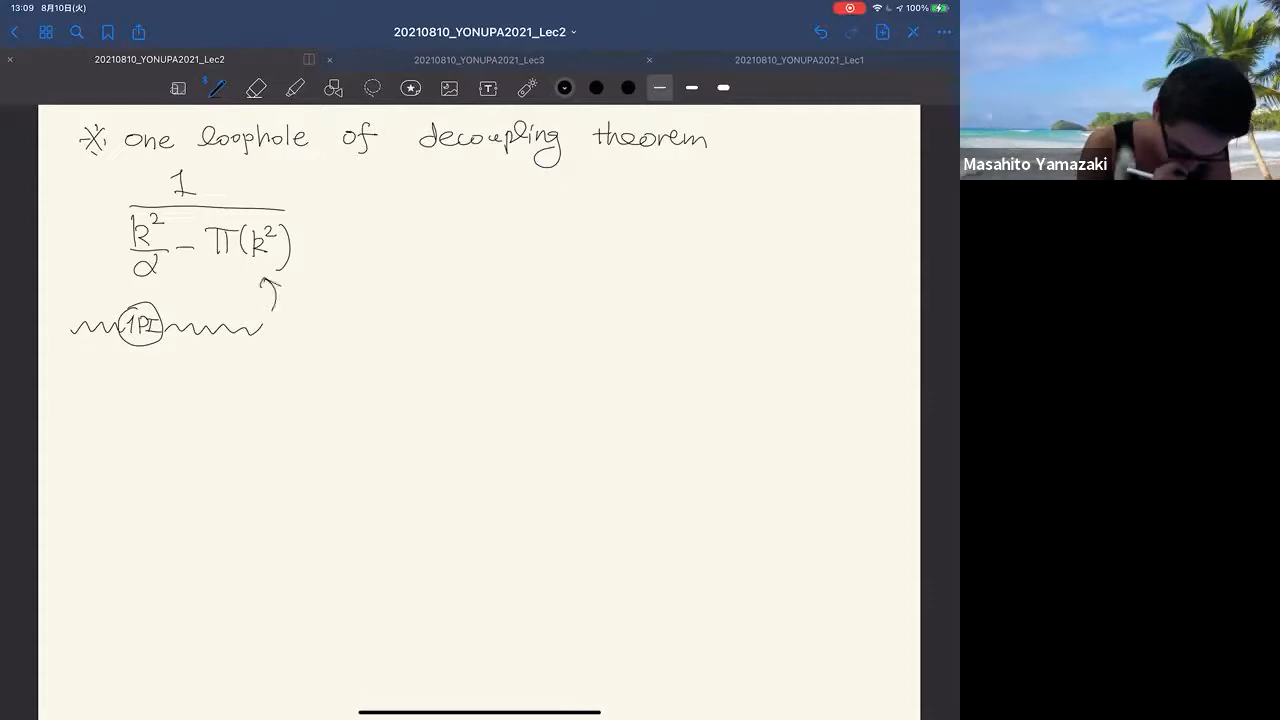 13:09 8月10日(火)
100%
20210810_YONUPA2021_Lec2
20210810_YONUPA2021_Lec2
20210810_YONUPA2021_Lec3
20210810_YONUPA2021_Lec1
※ one loophole of decoupling theorem
1
k² / α − Π(k²)
1PI
Masahito Yamazaki